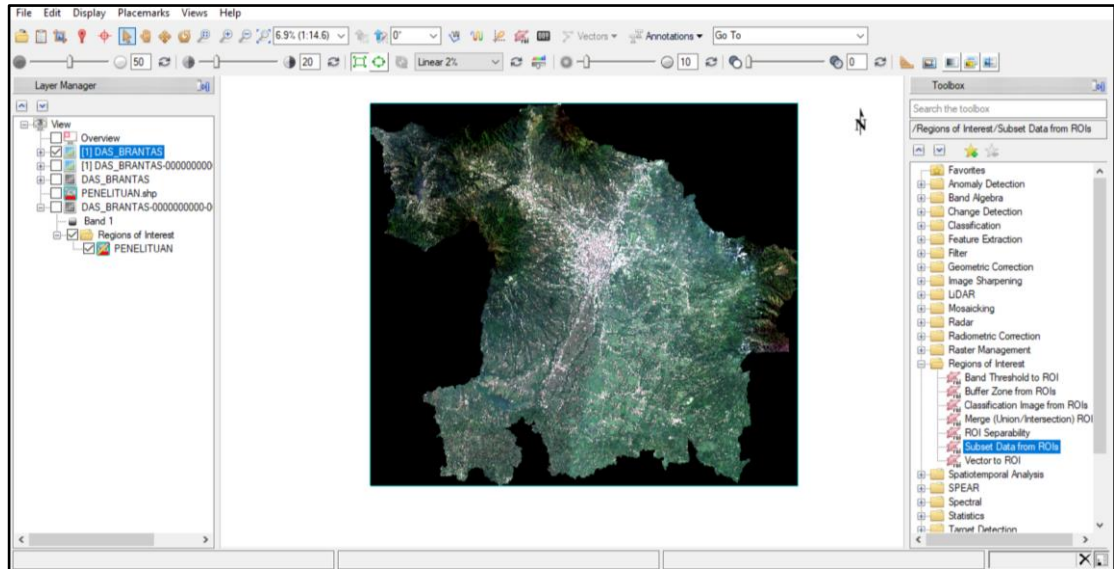 File Edit Display Placemarks Views Help
6.9% (1:14.6) 0° Vectors Annotations Go To
50 20 Linear 2% 10 0
Layer Manager
View
Overview
[1] DAS_BRANTAS
[1] DAS_BRANTAS-000000000
DAS_BRANTAS
PENELITUAN.shp
DAS_BRANTAS-0000000000-0
Band 1
Regions of Interest
PENELITUAN
N
Toolbox
Search the toolbox
/Regions of Interest/Subset Data from ROIs
Favorites
Anomaly Detection
Band Algebra
Change Detection
Classification
Feature Extraction
Filter
Geometric Correction
Image Sharpening
LiDAR
Mosaicking
Radar
Radiometric Correction
Raster Management
Regions of Interest
Band Threshold to ROI
Buffer Zone from ROIs
Classification Image from ROIs
Merge (Union/Intersection) ROI
ROI Separability
Subset Data from ROIs
Vector to ROI
Spatiotemporal Analysis
SPEAR
Spectral
Statistics
Target Detection